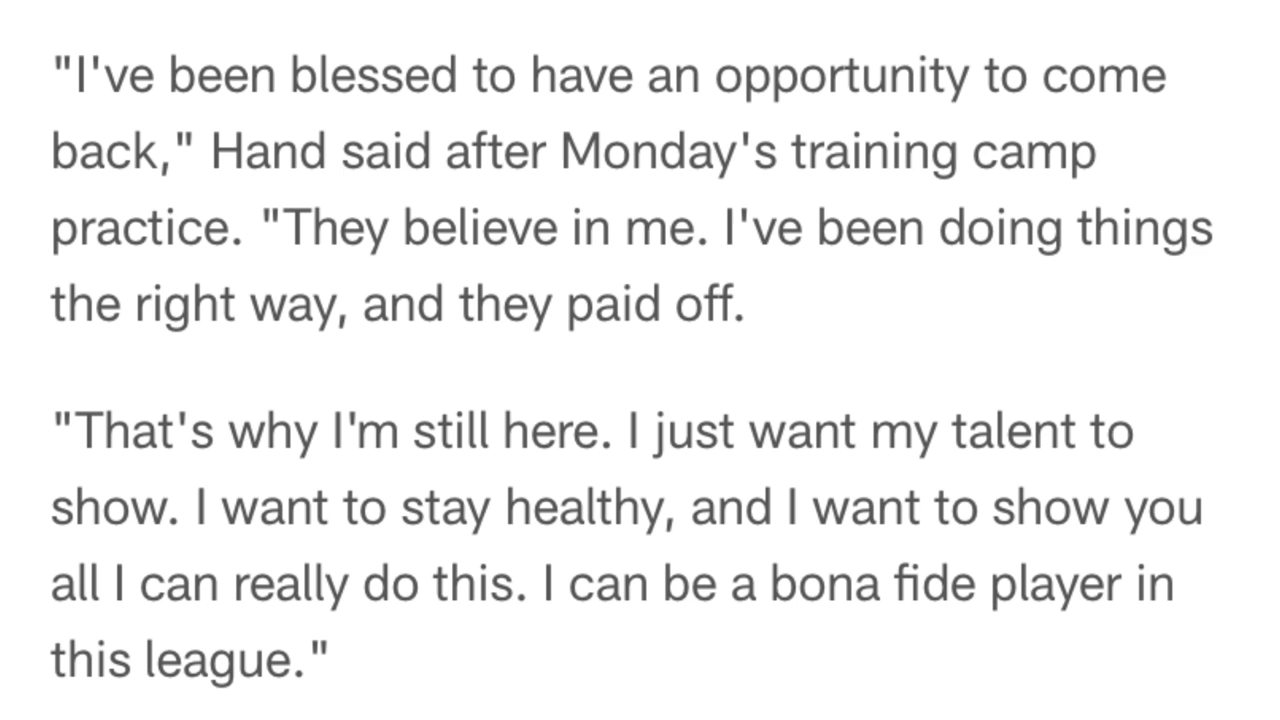 "I've been blessed to have an opportunity to come
back," Hand said after Monday's training camp
practice. "They believe in me. I've been doing things
the right way, and they paid off.
"That's why I'm still here. I just want my talent to
show. I want to stay healthy, and I want to show you
all I can really do this. I can be a bona fide player in
this league."